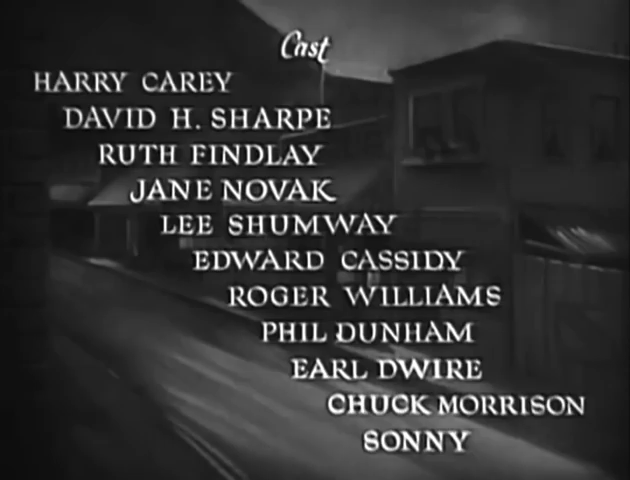 Cast
HARRY CAREY
DAVID H. SHARPE
RUTH FINDLAY
JANE NOVAK
LEE SHUMWAY
EDWARD CASSIDY
ROGER WILLIAMS
PHIL DUNHAM
EARL DWIRE
CHUCK MORRISON
SONNY